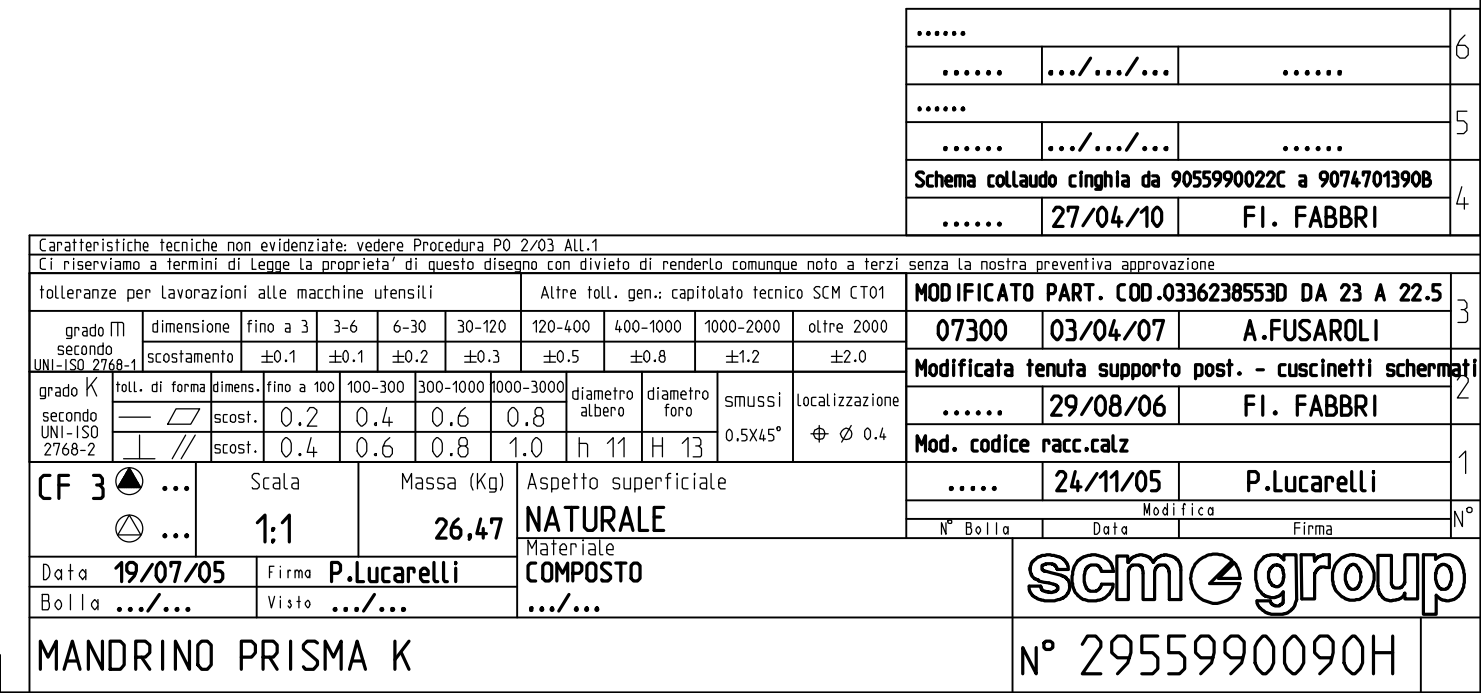 ......
6
...... .../.../... ......
......
5
...... .../.../... ......
Schema collaudo cinghia da 9055990022C a 9074701390B
4
...... 27/04/10 FI. FABBRI
Caratteristiche tecniche non evidenziate: vedere Procedura PO 2/03 All.1
Ci riserviamo a termini di Legge la proprieta' di questo disegno con divieto di renderlo comunque noto a terzi senza la nostra preventiva approvazione
tolleranze per lavorazioni alle macchine utensili
Altre toll. gen.: capitolato tecnico SCM CT01
MODIFICATO PART. COD.0336238553D DA 23 A 22.5
3
grado m
secondo
UNI-ISO 2768-1
dimensione fino a 3 3-6 6-30 30-120 120-400 400-1000 1000-2000 oltre 2000
scostamento ±0.1 ±0.1 ±0.2 ±0.3 ±0.5 ±0.8 ±1.2 ±2.0
07300 03/04/07 A.FUSAROLI
Modificata tenuta supporto post. - cuscinetti schermati
2
...... 29/08/06 FI. FABBRI
grado K
secondo
UNI-ISO
2768-2
toll. di forma dimens. fino a 100 100-300 300-1000 1000-3000
scost. 0.2 0.4 0.6 0.8
scost. 0.4 0.6 0.8 1.0
diametro
albero
h 11
diametro
foro
H 13
smussi
0.5X45°
localizzazione
⌖ Ø 0.4
Mod. codice racc.calz
1
..... 24/11/05 P.Lucarelli
Modifica
N° Bolla Data Firma
N°
CF 3 ...
...
Scala
1:1
Massa (Kg)
26,47
Aspetto superficiale
NATURALE
Materiale
COMPOSTO
.../...
Data 19/07/05 Firma P.Lucarelli
Bolla .../... Visto .../...
scm group
MANDRINO PRISMA K
N° 2955990090H